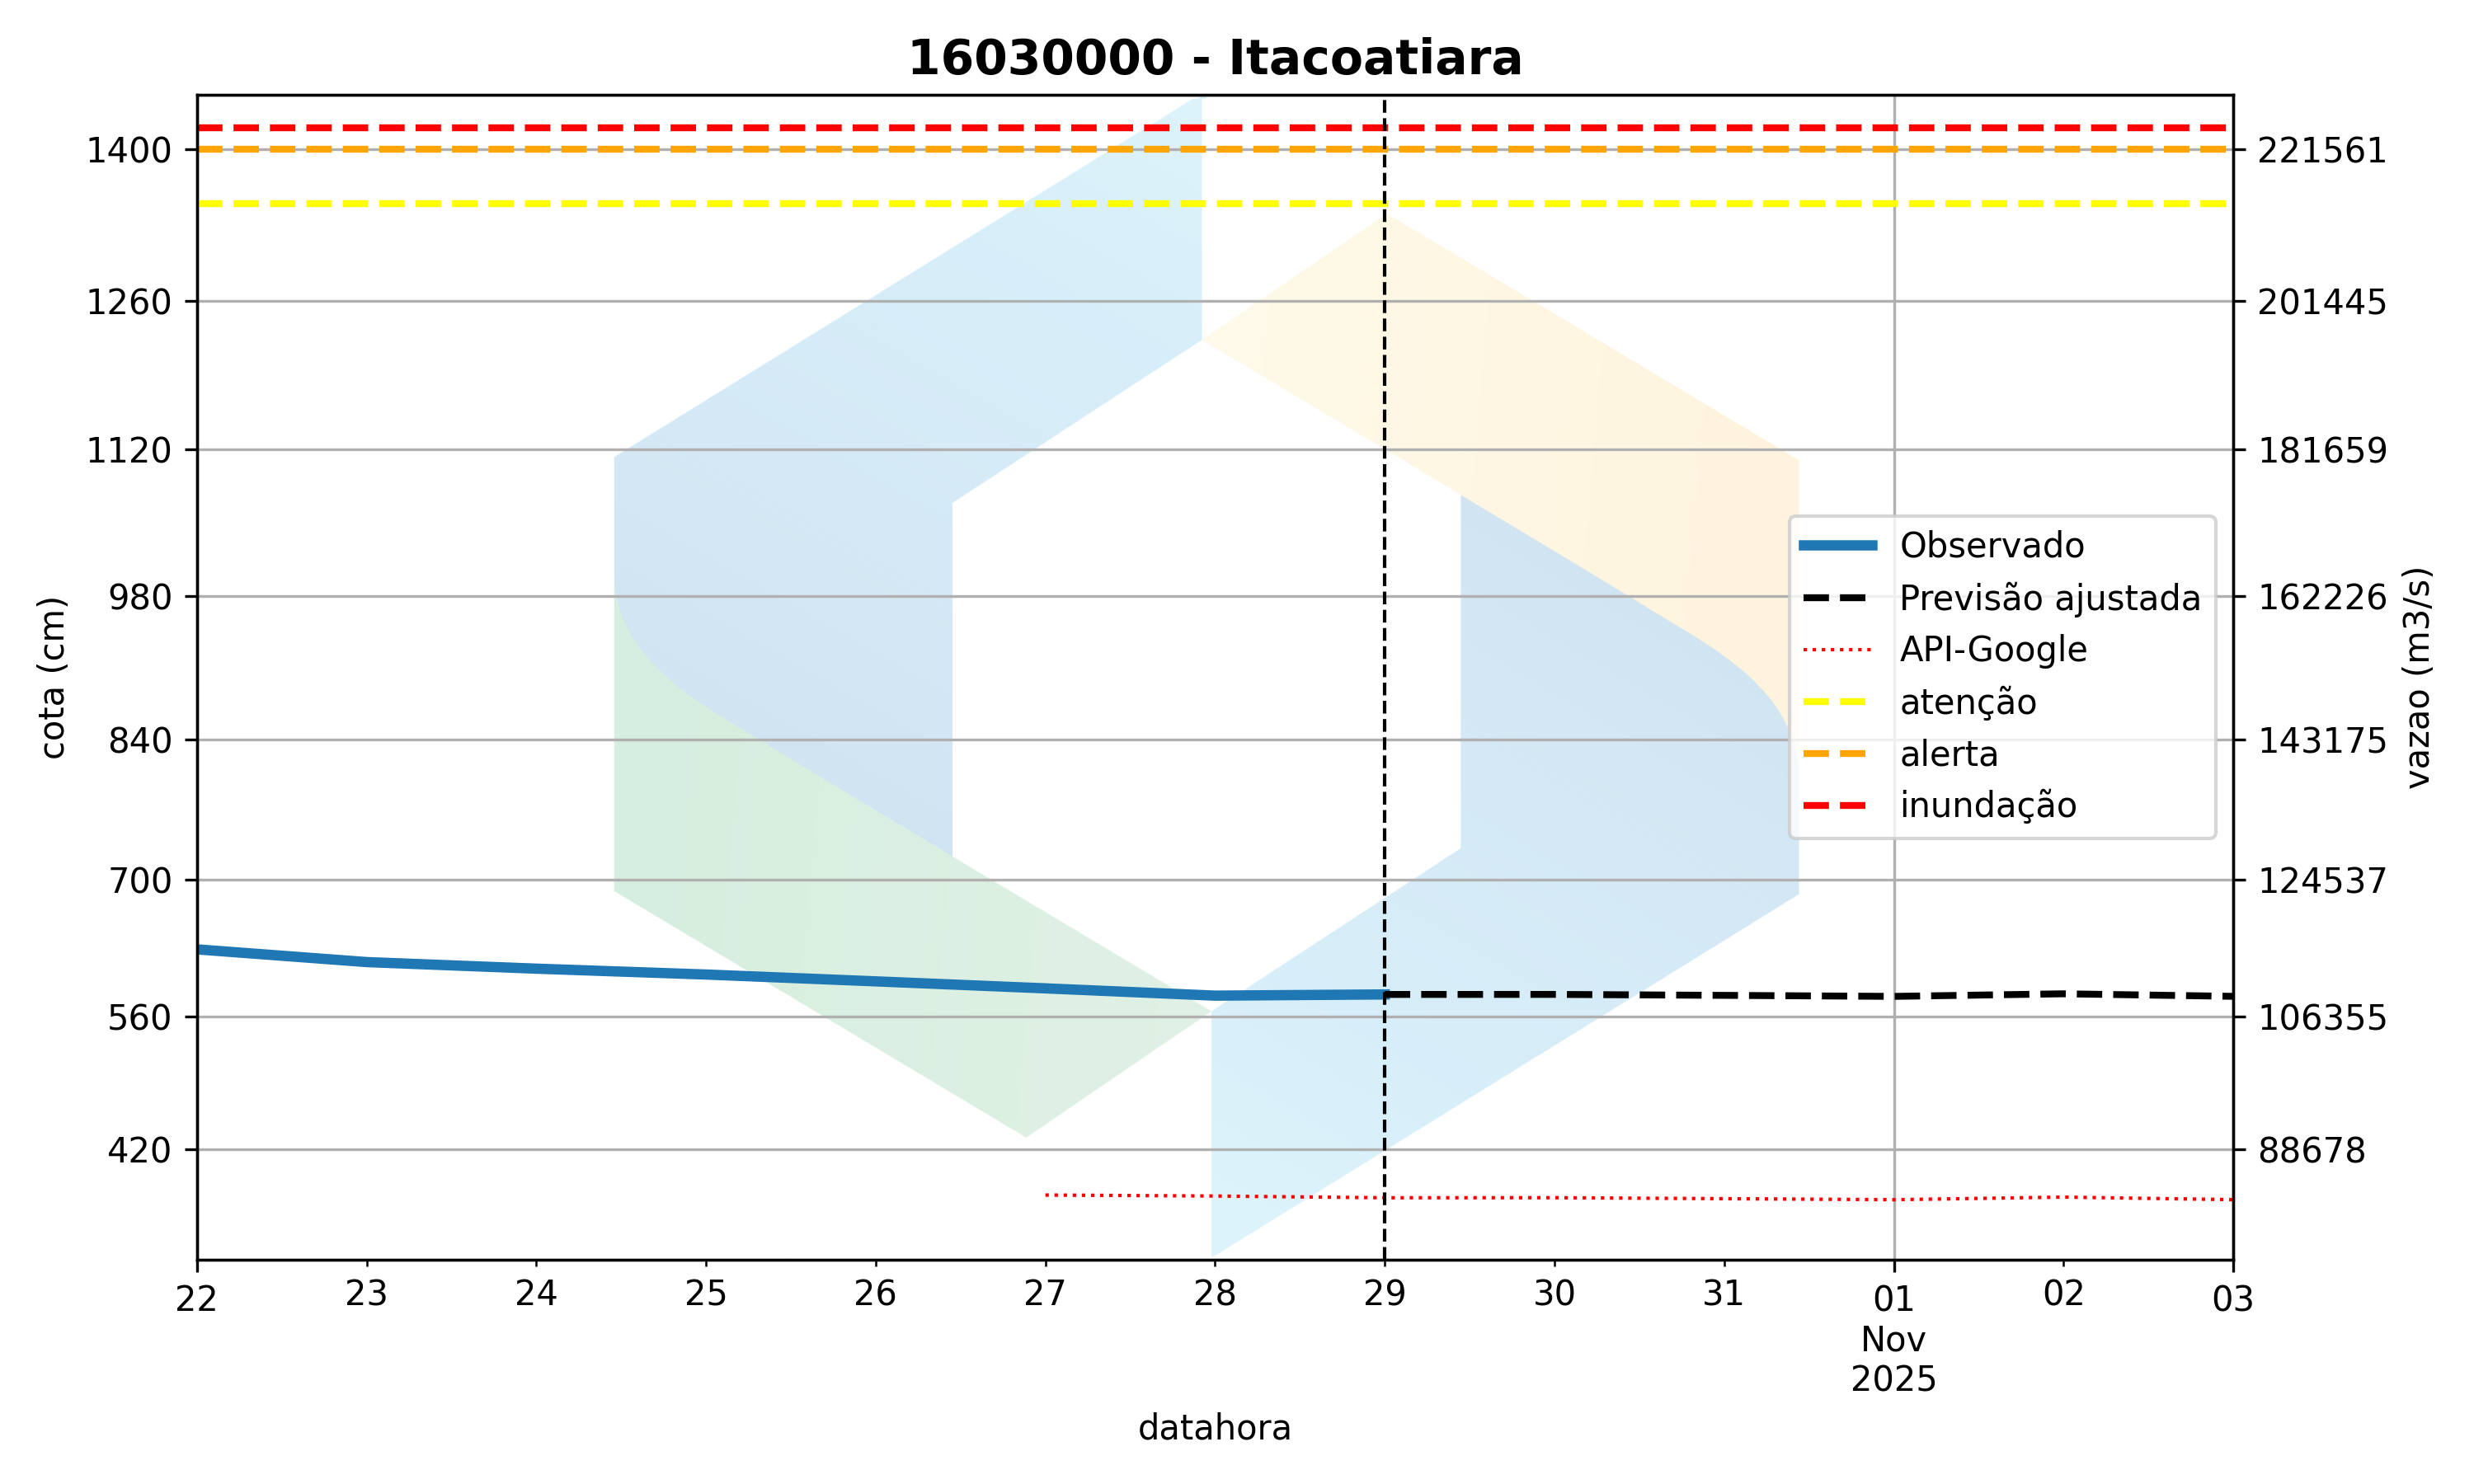 16030000 - Itacoatiara
1400
1260
1120
980
840
700
560
420
cota (cm)
221561
201445
181659
162226
143175
124537
106355
88678
vazao (m3/s)
Observado
Previsão ajustada
API-Google
atenção
alerta
inundação
22 23 24 25 26 27 28 29 30 31 01 02 03
Nov
2025
datahora